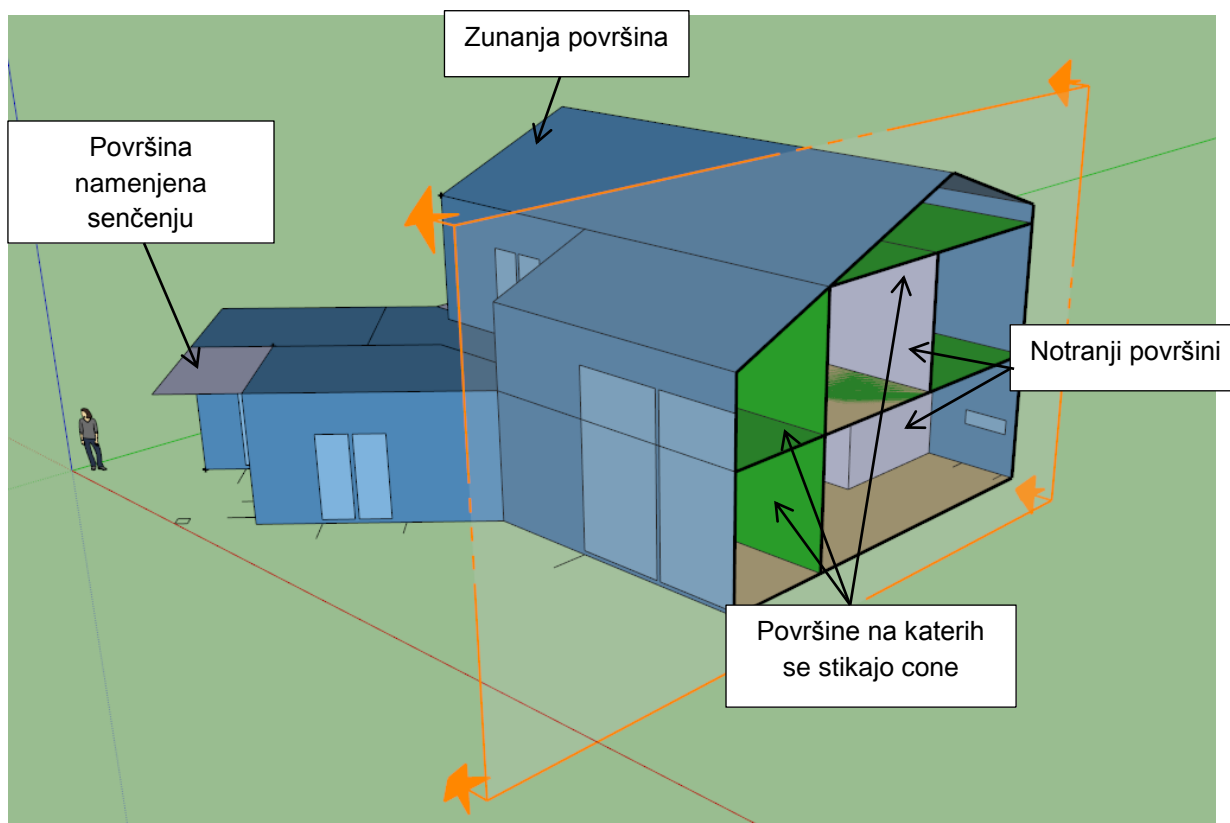 Zunanja površina
Površina
namenjena
senčenju
Notranji površini
Površine na katerih
se stikajo cone